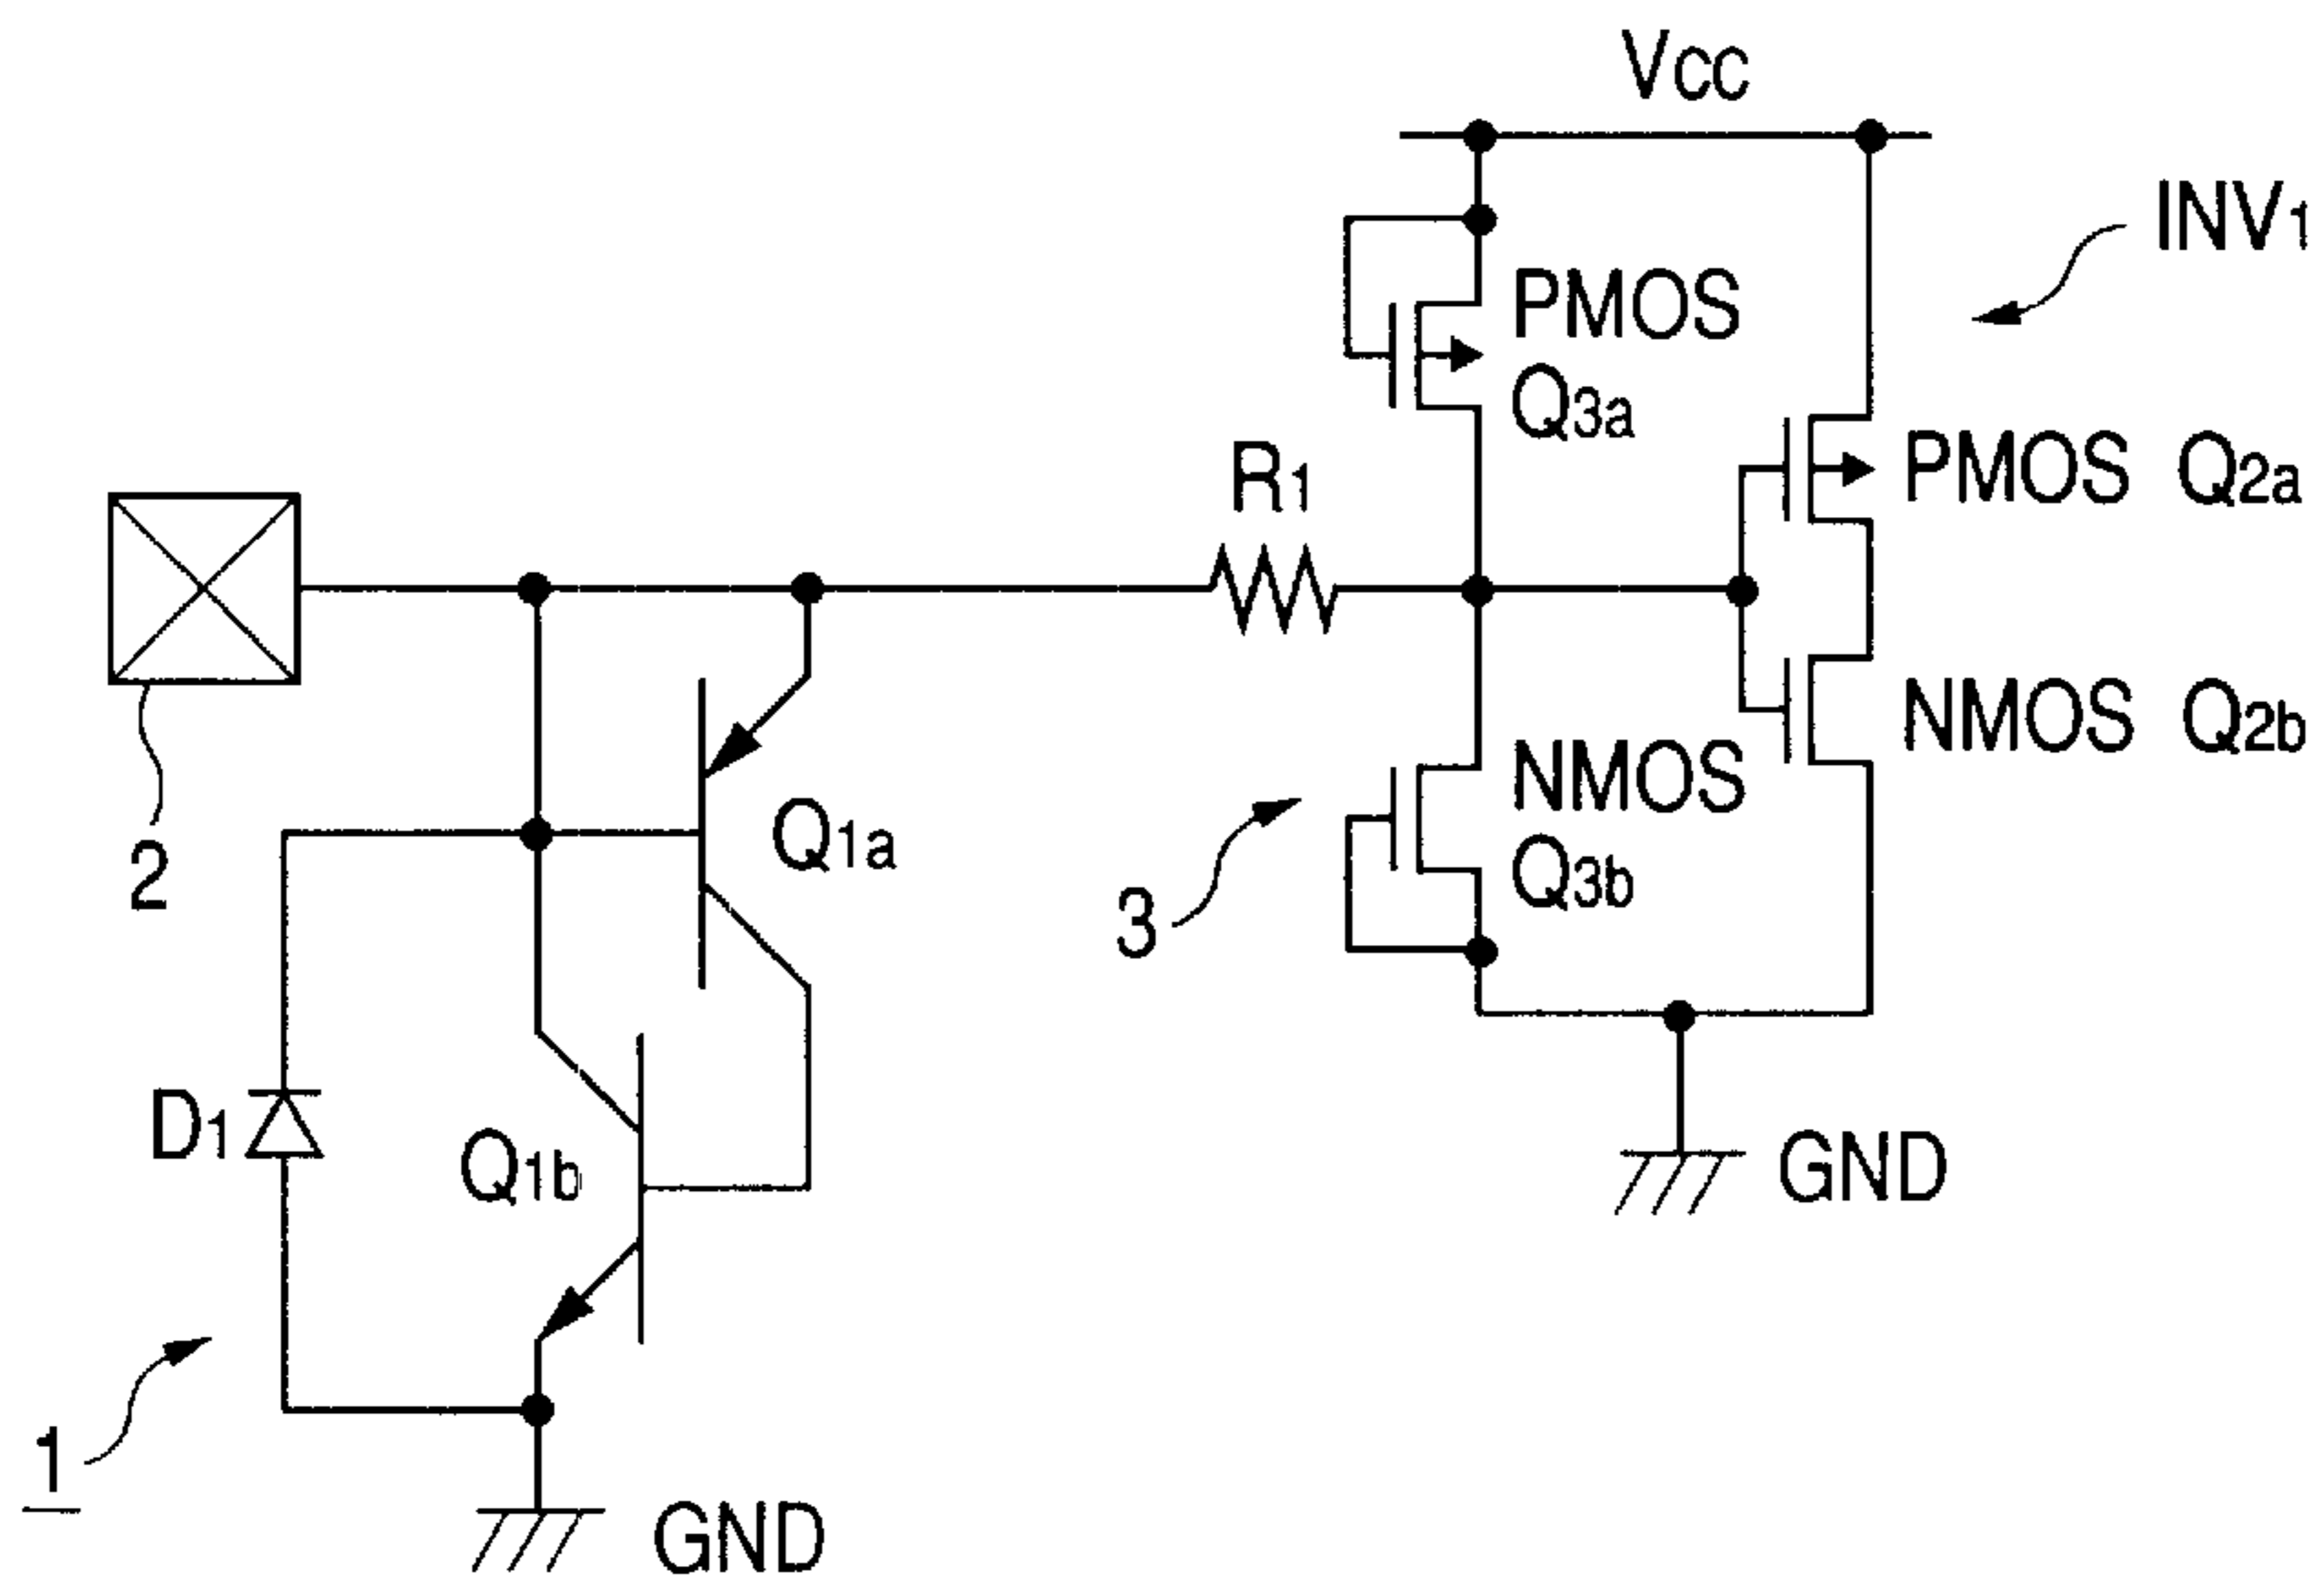 VCC
INV1
PMOS
Q3a
R1
PMOS Q2a
NMOS Q2b
NMOS
Q3b
2
Q1a
3
D1
Q1b
GND
1
GND